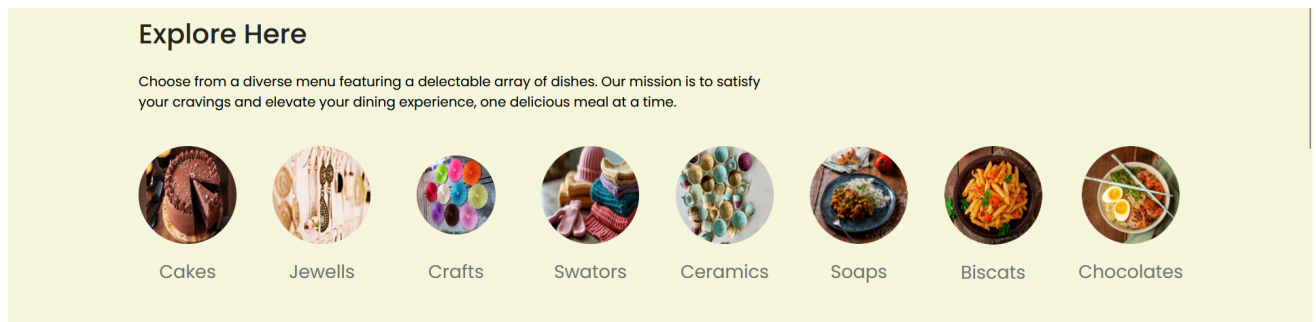 Explore Here
Choose from a diverse menu featuring a delectable array of dishes. Our mission is to satisfy
your cravings and elevate your dining experience, one delicious meal at a time.
Cakes Jewells Crafts Swators Ceramics Soaps Biscats Chocolates